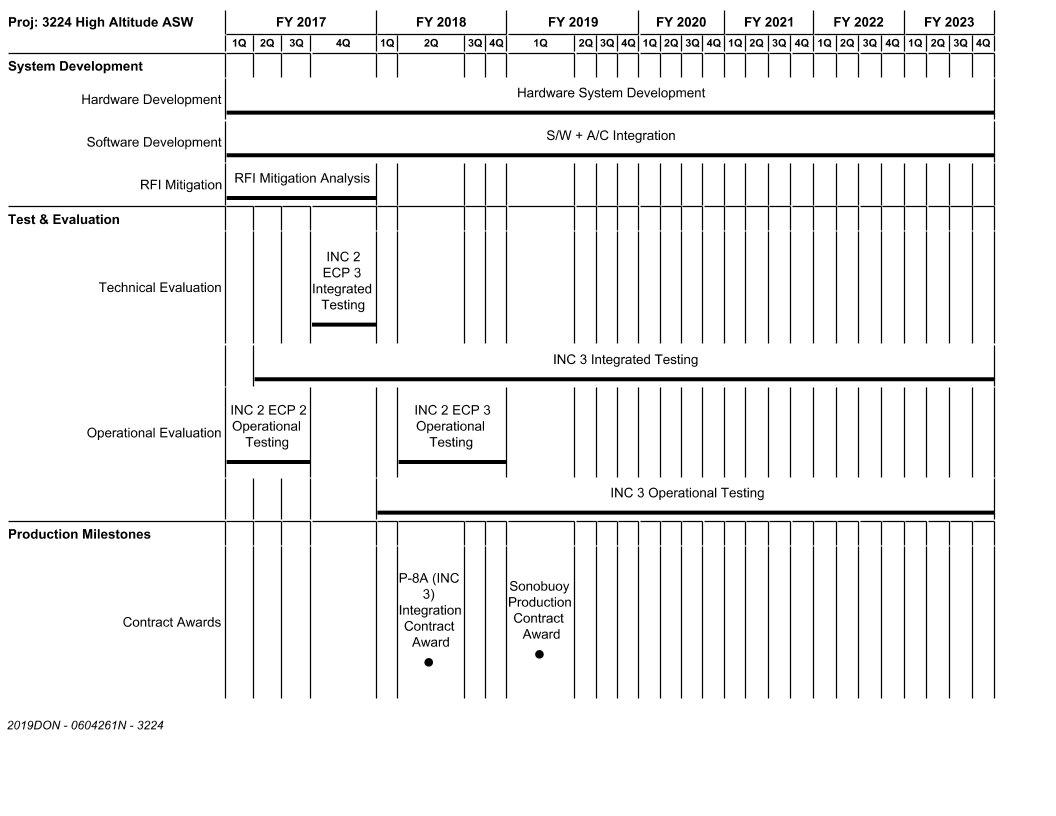 Proj: 3224 High Altitude ASW FY 2017 FY 2018 FY 2019 FY 2020 FY 2021 FY 2022 FY 2023
1Q 2Q 3Q 4Q 1Q 2Q 3Q 4Q 1Q 2Q 3Q 4Q 1Q 2Q 3Q 4Q 1Q 2Q 3Q 4Q 1Q 2Q 3Q 4Q 1Q 2Q 3Q 4Q
System Development
Hardware Development
Hardware System Development
Software Development
S/W + A/C Integration
RFI Mitigation
RFI Mitigation Analysis
Test & Evaluation
Technical Evaluation
INC 2
ECP 3
Integrated
Testing
INC 3 Integrated Testing
Operational Evaluation
INC 2 ECP 2
Operational
Testing
INC 2 ECP 3
Operational
Testing
INC 3 Operational Testing
Production Milestones
Contract Awards
P-8A (INC
3)
Integration
Contract
Award
Sonobuoy
Production
Contract
Award
2019DON - 0604261N - 3224